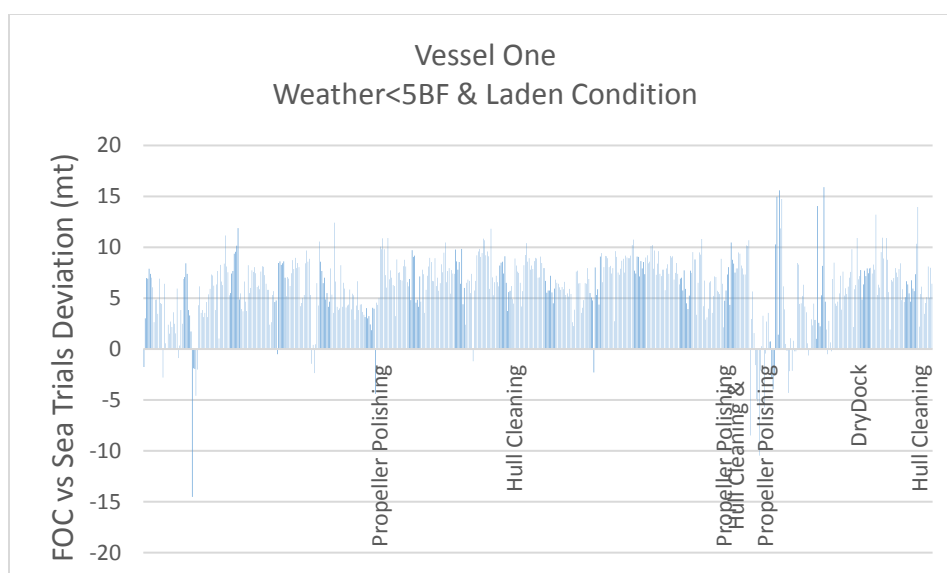 Vessel One
Weather<5BF & Laden Condition
FOC vs Sea Trials Deviation (mt)
20
15
10
5
0
-5
-10
-15
-20
Propeller Polishing
Hull Cleaning
Propeller Polishing
Hull Cleaning &
Propeller Polishing
DryDock
Hull Cleaning